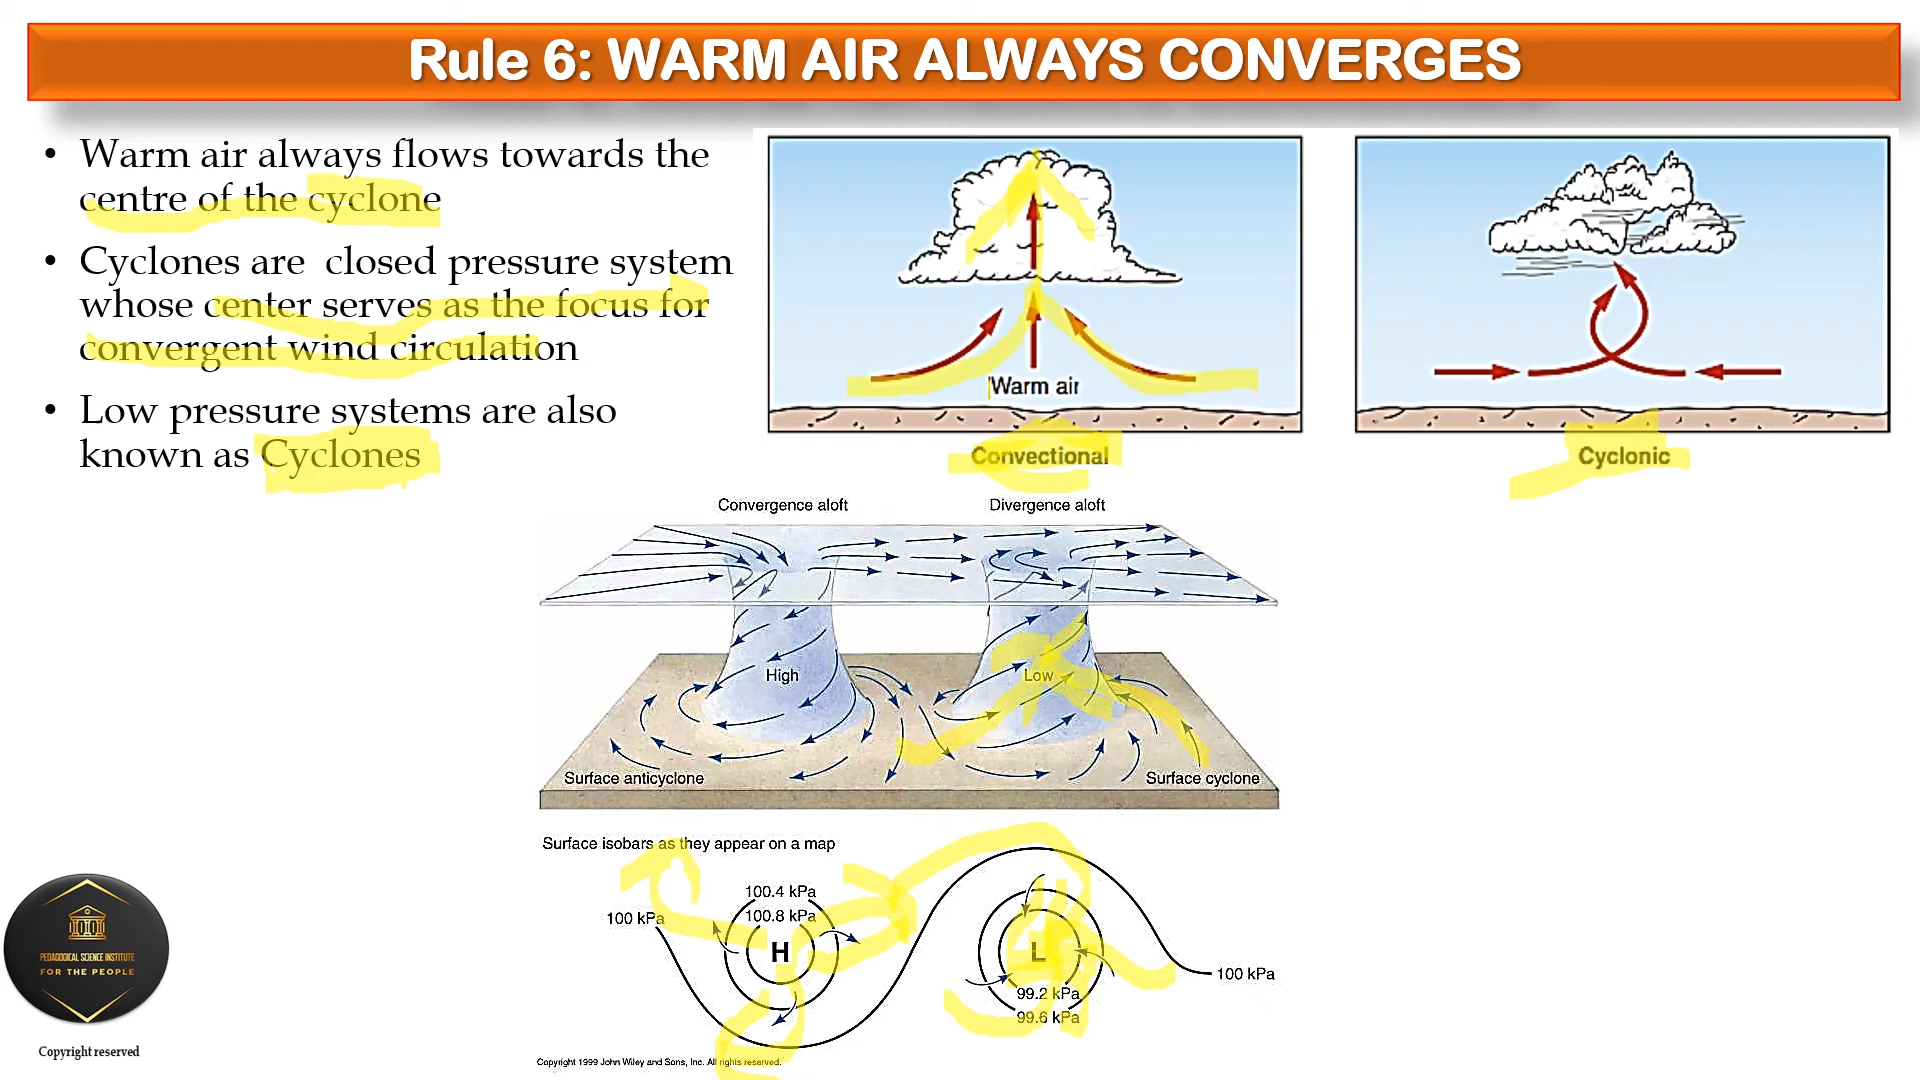 Rule 6: WARM AIR ALWAYS CONVERGES
• Warm air always flows towards the
centre of the cyclone
• Cyclones are closed pressure system
whose center serves as the focus for
convergent wind circulation
• Low pressure systems are also
known as Cyclones
Warm air
Convectional
Cyclonic
Convergence aloft
Divergence aloft
High
Low
Surface anticyclone
Surface cyclone
Surface isobars as they appear on a map
100.4 kPa
100.8 kPa
100 kPa
H
L
99.2 kPa
99.6 kPa
100 kPa
Copyright 1999 John Wiley and Sons, Inc. All rights reserved.
PEDAGOGICAL SCIENCE INSTITUTE
FOR THE PEOPLE
Copyright reserved